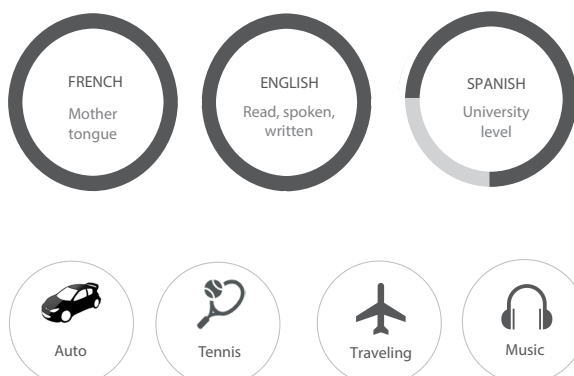 FRENCH
Mother
tongue
ENGLISH
Read, spoken,
written
SPANISH
University
level
Auto
Tennis
Traveling
Music